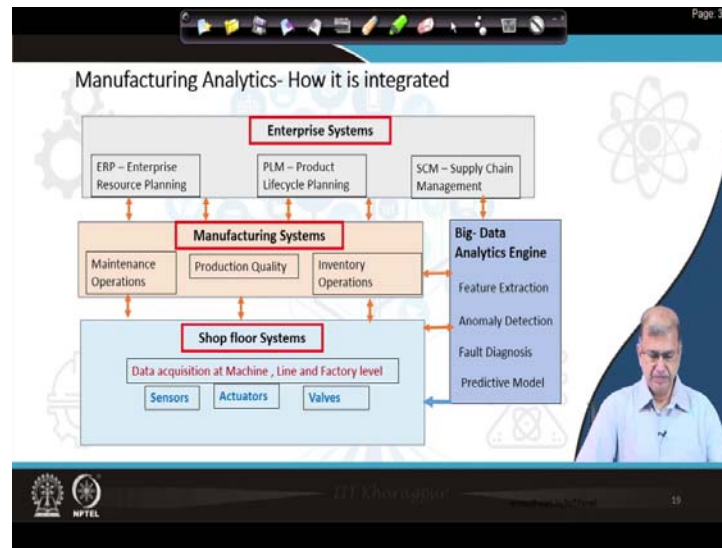 Page. 3
Manufacturing Analytics- How it is integrated
Enterprise Systems
ERP – Enterprise
Resource Planning
PLM – Product
Lifecycle Planning
SCM – Supply Chain
Management
Manufacturing Systems
Maintenance
Operations
Production Quality
Inventory
Operations
Big- Data
Analytics Engine
Feature Extraction
Anomaly Detection
Fault Diagnosis
Predictive Model
Shop floor Systems
Data acquisition at Machine , Line and Factory level
Sensors
Actuators
Valves
NPTEL
IIT Kharagpur
19